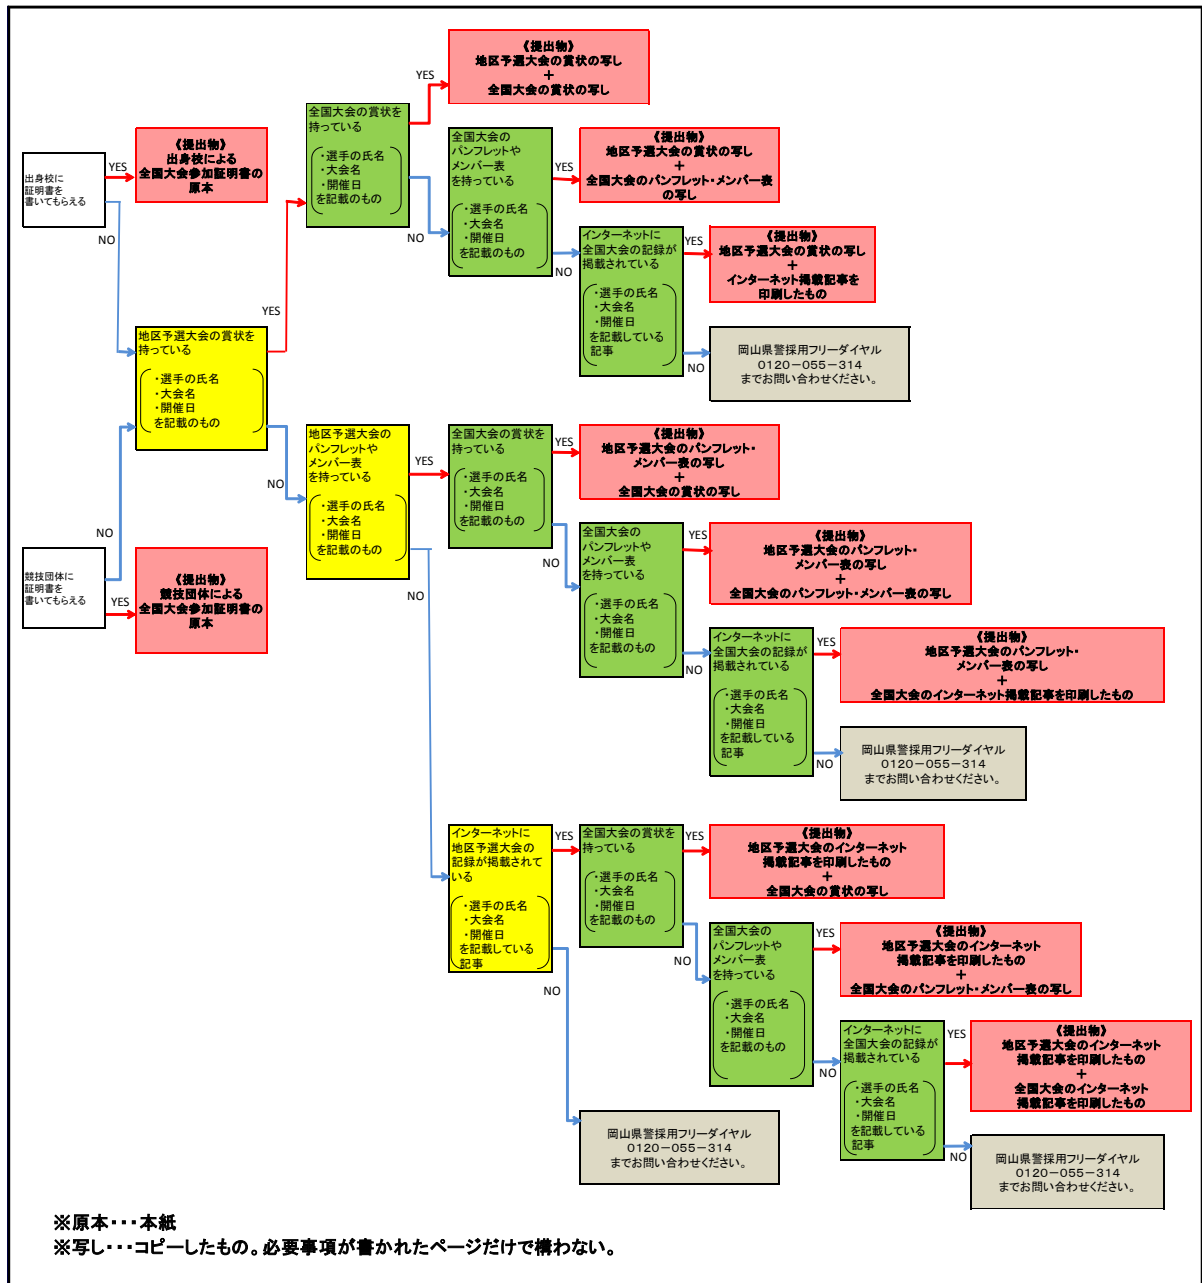 《提出物》
地区予選大会の賞状の写し
＋
全国大会の賞状の写し
YES
全国大会の賞状を
持っている
・選手の氏名
・大会名
・開催日
を記載のもの
NO
全国大会の
パンフレットや
メンバー表
を持っている
・選手の氏名
・大会名
・開催日
を記載のもの
YES
NO
《提出物》
地区予選大会の賞状の写し
＋
全国大会のパンフレット・メンバー表
の写し
出身校に
証明書を
書いてもらえる
YES
NO
《提出物》
出身校による
全国大会参加証明書の
原本
インターネットに
全国大会の記録が
掲載されている
・選手の氏名
・大会名
・開催日
を記載している
記事
YES
NO
《提出物》
地区予選大会の賞状の写し
＋
インターネット掲載記事を
印刷したもの
岡山県警採用フリーダイヤル
０１２０－０５５－３１４
までお問い合わせください。
地区予選大会の賞状を
持っている
・選手の氏名
・大会名
・開催日
を記載のもの
YES
NO
地区予選大会の
パンフレットや
メンバー表
を持っている
・選手の氏名
・大会名
・開催日
を記載のもの
YES
NO
全国大会の賞状を
持っている
・選手の氏名
・大会名
・開催日
を記載のもの
YES
NO
《提出物》
地区予選大会のパンフレット・
メンバー表の写し
＋
全国大会の賞状の写し
全国大会の
パンフレットや
メンバー表
を持っている
・選手の氏名
・大会名
・開催日
を記載のもの
YES
NO
《提出物》
地区予選大会のパンフレット・
メンバー表の写し
＋
全国大会のパンフレット・メンバー表の写し
競技団体に
証明書を
書いてもらえる
NO
YES
《提出物》
競技団体による
全国大会参加証明書の
原本
インターネットに
全国大会の記録が
掲載されている
・選手の氏名
・大会名
・開催日
を記載している
記事
YES
NO
《提出物》
地区予選大会のパンフレット・
メンバー表の写し
＋
全国大会のインターネット掲載記事を印刷したもの
岡山県警採用フリーダイヤル
０１２０－０５５－３１４
までお問い合わせください。
インターネットに
地区予選大会の
記録が掲載されて
いる
・選手の氏名
・大会名
・開催日
を記載している
記事
YES
NO
全国大会の賞状を
持っている
・選手の氏名
・大会名
・開催日
を記載のもの
YES
NO
《提出物》
地区予選大会のインターネット
掲載記事を印刷したもの
＋
全国大会の賞状の写し
全国大会の
パンフレットや
メンバー表
を持っている
・選手の氏名
・大会名
・開催日
を記載のもの
YES
NO
《提出物》
地区予選大会のインターネット
掲載記事を印刷したもの
＋
全国大会のパンフレット・メンバー表の写し
インターネットに
全国大会の記録が
掲載されている
・選手の氏名
・大会名
・開催日
を記載している
記事
YES
NO
《提出物》
地区予選大会のインターネット
掲載記事を印刷したもの
＋
全国大会のインターネット
掲載記事を印刷したもの
岡山県警採用フリーダイヤル
０１２０－０５５－３１４
までお問い合わせください。
岡山県警採用フリーダイヤル
０１２０－０５５－３１４
までお問い合わせください。
※原本・・・本紙
※写し・・・コピーしたもの。必要事項が書かれたページだけで構わない。